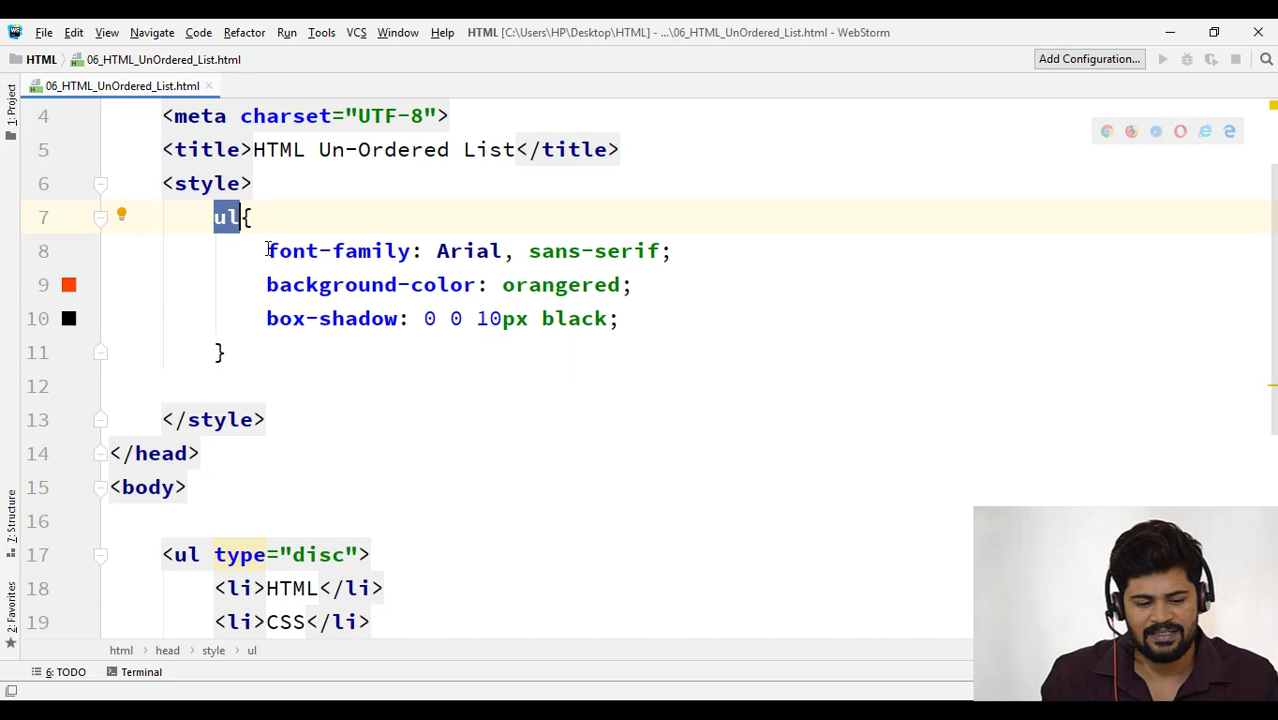 File Edit View Navigate Code Refactor Run Tools VCS Window Help HTML [C:\Users\HP\Desktop\HTML] - ...\06_HTML_UnOrdered_List.html - WebStorm
HTML 06_HTML_UnOrdered_List.html Add Configuration...
06_HTML_UnOrdered_List.html
1: Project
4 <meta charset="UTF-8">
5 <title>HTML Un-Ordered List</title>
6 <style>
7 ul{
8 font-family: Arial, sans-serif;
9 background-color: orangered;
10 box-shadow: 0 0 10px black;
11 }
12
13 </style>
14 </head>
15 <body>
16
17 <ul type="disc">
18 <li>HTML</li>
19 <li>CSS</li>
7: Structure
2: Favorites
html head style ul
6: TODO Terminal